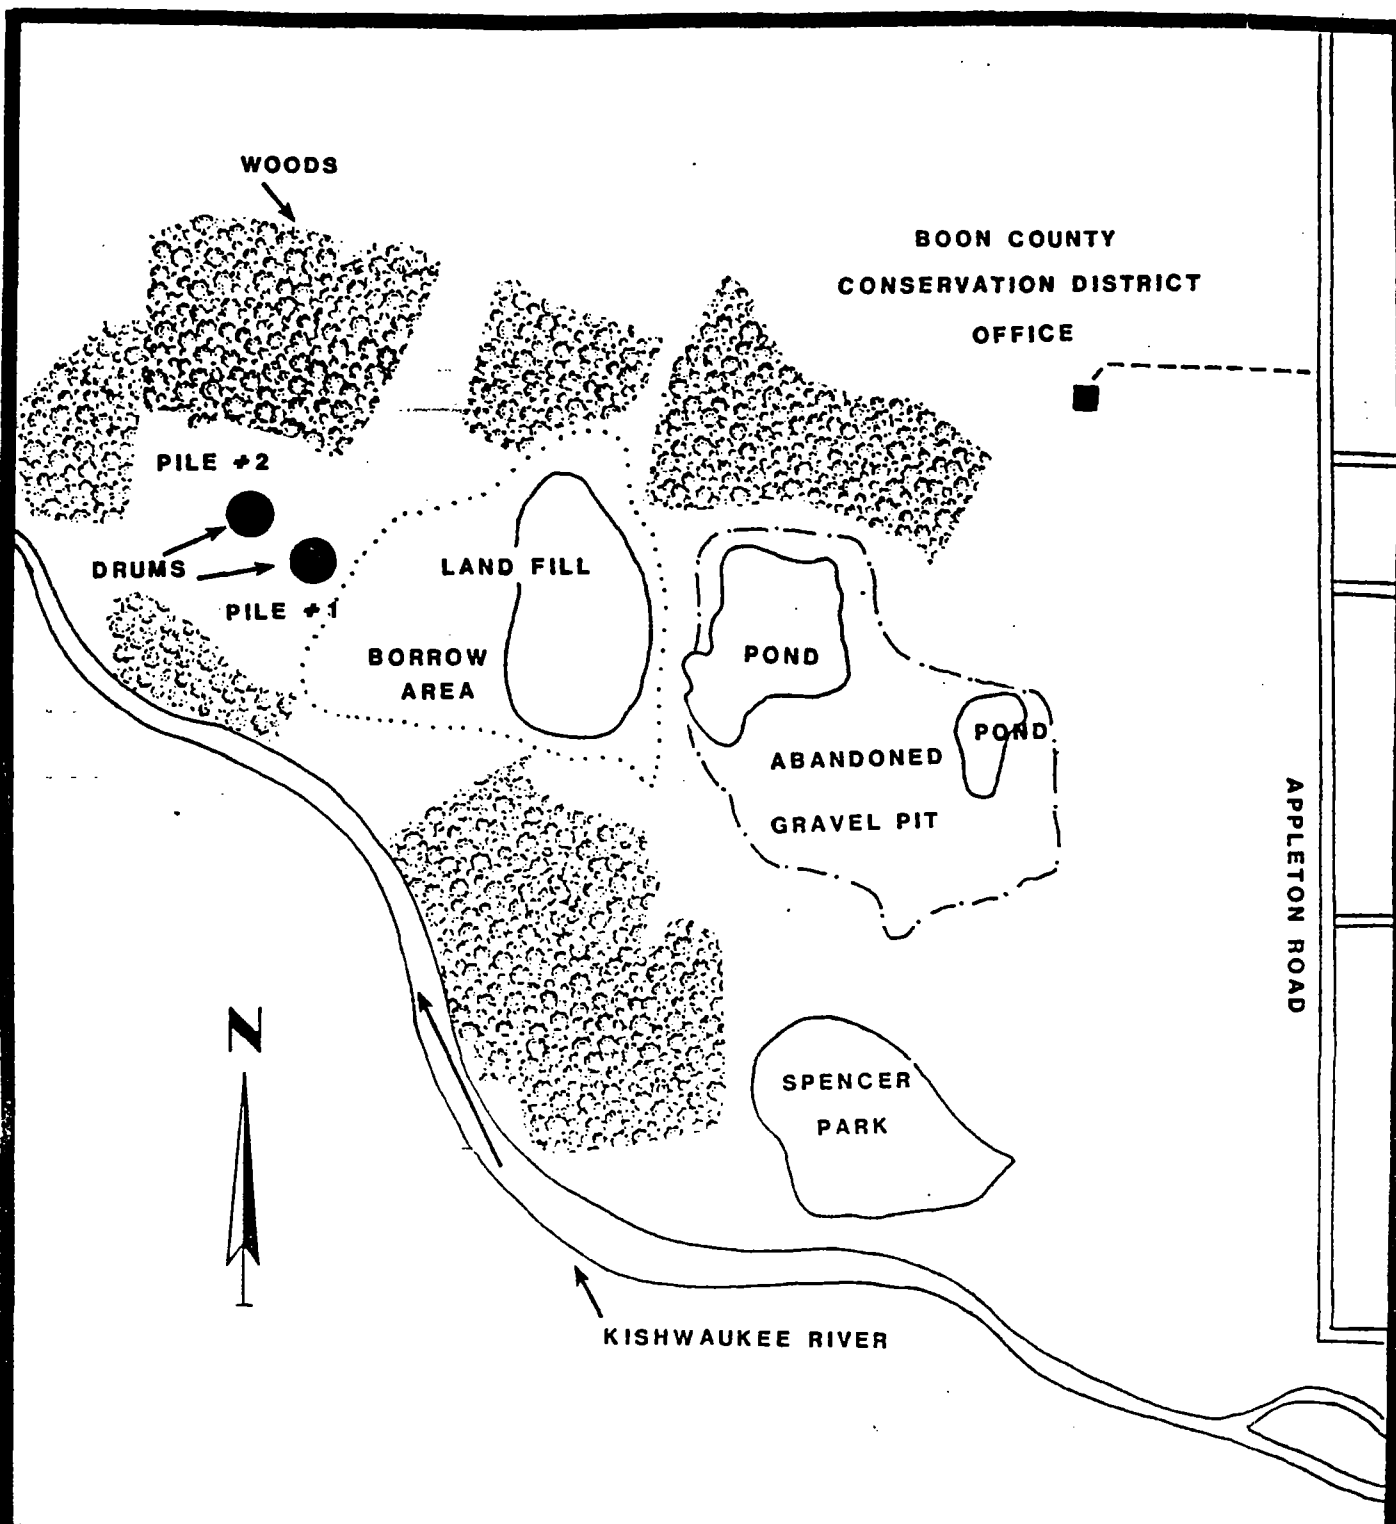 WOODS
BOON COUNTY
CONSERVATION DISTRICT
OFFICE
PILE #2
DRUMS
PILE #1
LAND FILL
BORROW
AREA
POND
POND
ABANDONED
GRAVEL PIT
APPLETON ROAD
N
SPENCER
PARK
KISHWAUKEE RIVER